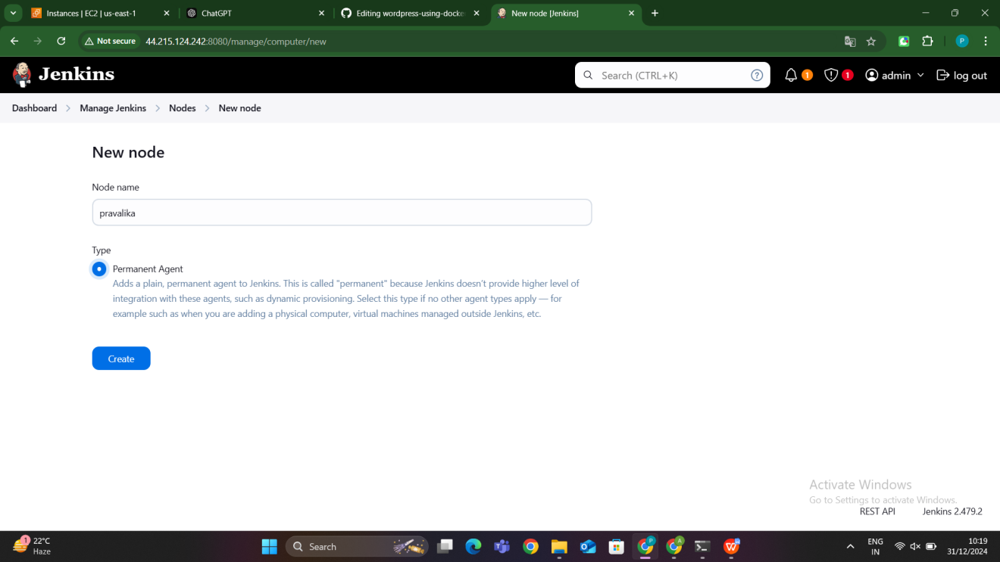 Instances | EC2 | us-east-1
ChatGPT
Editing wordpress-using-docke
New node [Jenkins]
Not secure
44.215.124.242:8080/manage/computer/new
P
Jenkins
Search (CTRL+K)
?
1
1
admin
log out
Dashboard
Manage Jenkins
Nodes
New node
New node
Node name
pravalika
Type
Permanent Agent
Adds a plain, permanent agent to Jenkins. This is called "permanent" because Jenkins doesn't provide higher level of
integration with these agents, such as dynamic provisioning. Select this type if no other agent types apply — for
example such as when you are adding a physical computer, virtual machines managed outside Jenkins, etc.
Create
Activate Windows
Go to Settings to activate Windows.
REST API
Jenkins 2.479.2
1
22°C
Haze
Search
P
A
ENG
IN
10:19
31/12/2024